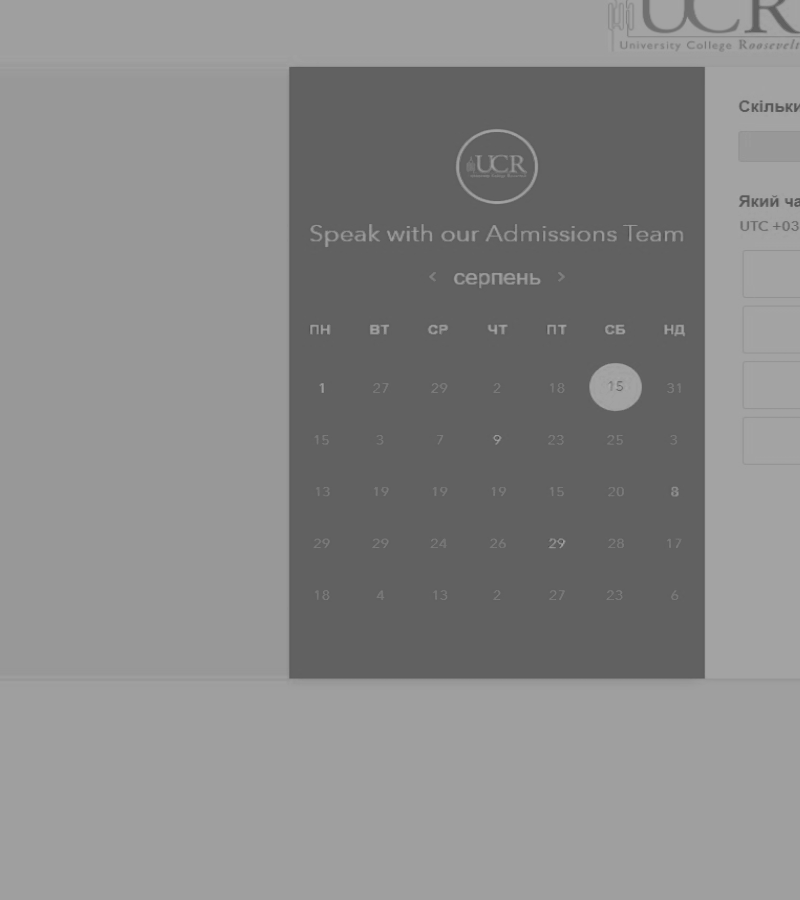 UCR
University College Roosevelt
UCR
Speak with our Admissions Team
< серпень >
ПН ВТ СР ЧТ ПТ СБ НД
1 27 29 2 18 15 31
15 3 7 9 23 25 3
13 19 19 19 15 20 8
29 29 24 26 29 28 17
18 4 13 2 27 23 6
Скільки
Який ча
UTC +03